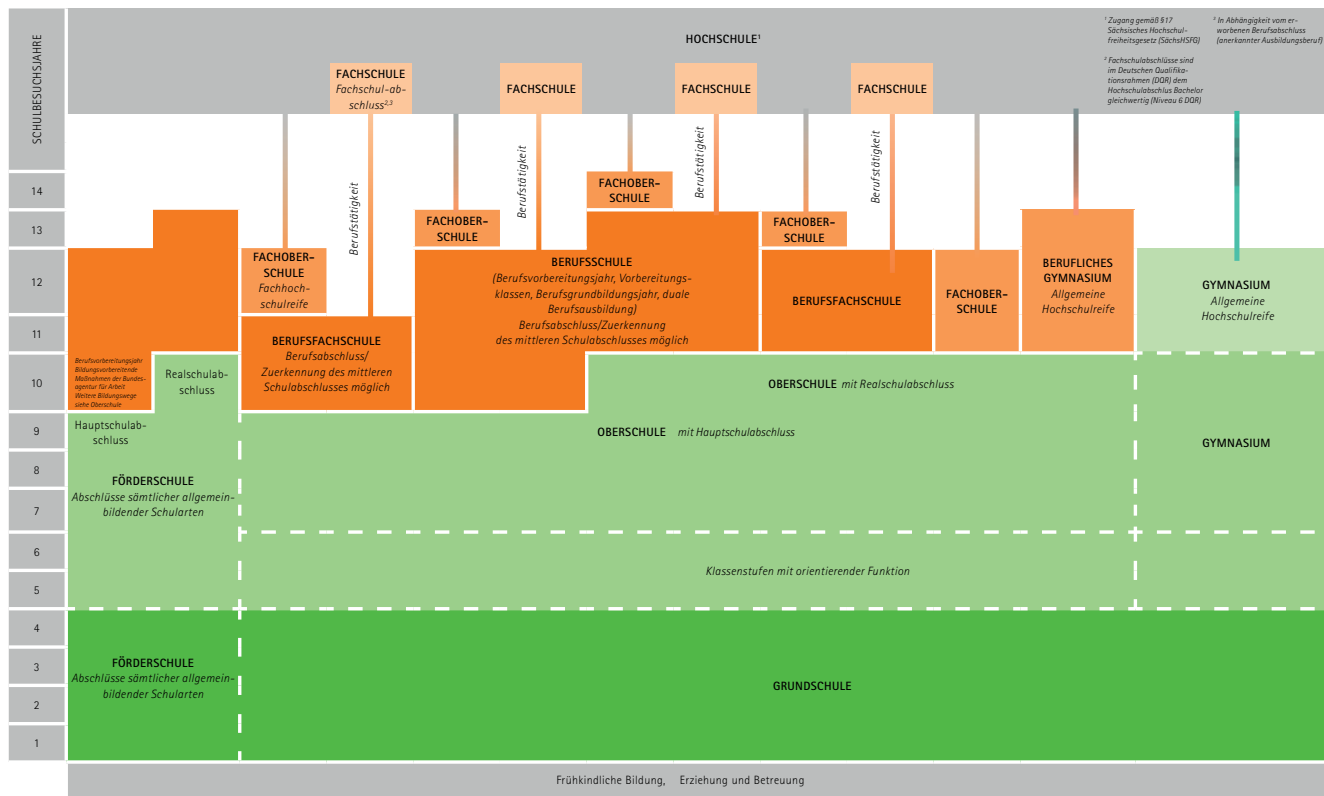 SCHULBESUCHSJAHRE
HOCHSCHULE¹
¹ Zugang gemäß §17
Sächsisches Hochschul-
freiheitsgesetz (SächsHSFG)
² Fachschulabschlüsse sind
im Deutschen Qualifika-
tionsrahmen (DQR) dem
Hochschulabschlus Bachelor
gleichwertig (Niveau 6 DQR)
³ In Abhängigkeit vom er-
worbenen Berufsabschluss
(anerkannter Ausbildungsberuf)
FACHSCHULE
Fachschul-ab-
schluss²,³
FACHSCHULE
FACHSCHULE
FACHSCHULE
Berufstätigkeit
Berufstätigkeit
Berufstätigkeit
Berufstätigkeit
14
FACHOBER-
SCHULE
13
FACHOBER-
SCHULE
FACHOBER-
SCHULE
12
FACHOBER-
SCHULE
Fachhoch-
schulreife
BERUFSSCHULE
(Berufsvorbereitungsjahr, Vorbereitungs-
klassen, Berufsgrundbildungsjahr, duale
Berufsausbildung)
Berufsabschluss/Zuerkennung
des mittleren Schulabschlusses möglich
BERUFSFACHSCHULE
FACHOBER-
SCHULE
BERUFLICHES
GYMNASIUM
Allgemeine
Hochschulreife
GYMNASIUM
Allgemeine
Hochschulreife
11
BERUFSFACHSCHULE
Berufsabschluss/
Zuerkennung des mittleren
Schulabschlusses möglich
10
Berufsvorbereitungsjahr
Bildungsvorbereitende
Maßnahmen der Bundes-
agentur für Arbeit
Weitere Bildungswege
siehe Oberschule
Realschulab-
schluss
OBERSCHULE mit Realschulabschluss
9
Hauptschulab-
schluss
OBERSCHULE mit Hauptschulabschluss
GYMNASIUM
8
FÖRDERSCHULE
Abschlüsse sämtlicher allgemein-
bildender Schularten
7
6
Klassenstufen mit orientierender Funktion
5
4
3
FÖRDERSCHULE
Abschlüsse sämtlicher allgemein-
bildender Schularten
GRUNDSCHULE
2
1
Frühkindliche Bildung, Erziehung und Betreuung